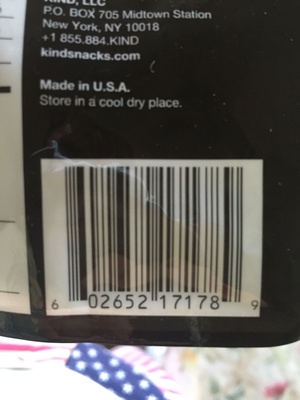 KIND, LLC
P.O. BOX 705 Midtown Station
New York, NY 10018
+1 855.884.KIND
kindsnacks.com
Made in U.S.A.
Store in a cool dry place.
6 02652 17178 9